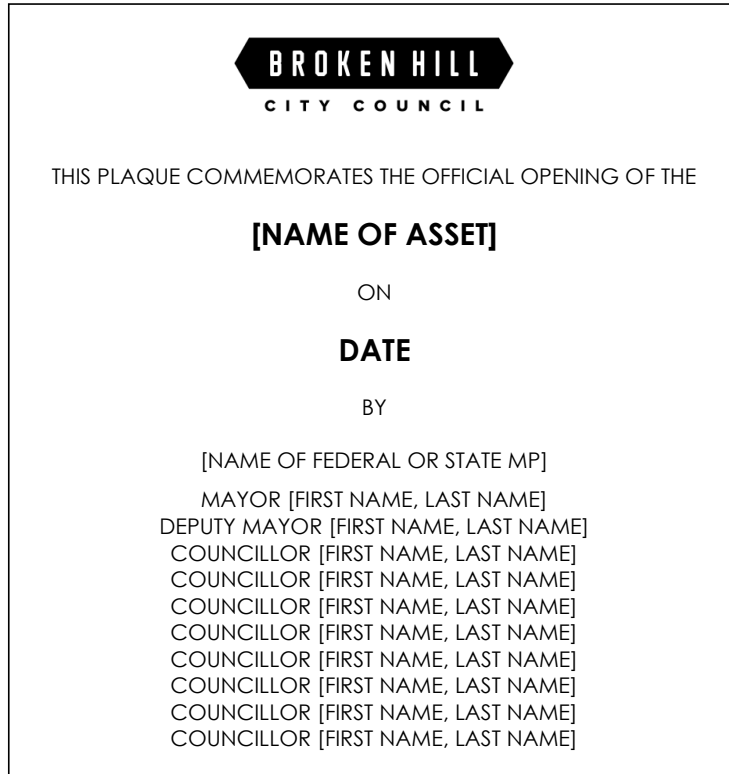 BROKEN HILL
CITY COUNCIL
THIS PLAQUE COMMEMORATES THE OFFICIAL OPENING OF THE
[NAME OF ASSET]
ON
DATE
BY
[NAME OF FEDERAL OR STATE MP]
MAYOR [FIRST NAME, LAST NAME]
DEPUTY MAYOR [FIRST NAME, LAST NAME]
COUNCILLOR [FIRST NAME, LAST NAME]
COUNCILLOR [FIRST NAME, LAST NAME]
COUNCILLOR [FIRST NAME, LAST NAME]
COUNCILLOR [FIRST NAME, LAST NAME]
COUNCILLOR [FIRST NAME, LAST NAME]
COUNCILLOR [FIRST NAME, LAST NAME]
COUNCILLOR [FIRST NAME, LAST NAME]
COUNCILLOR [FIRST NAME, LAST NAME]